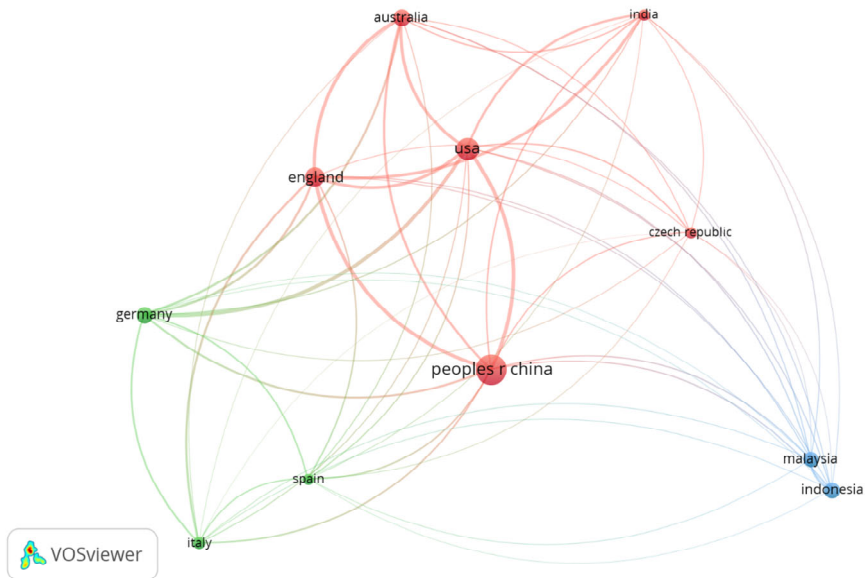 australia
india
usa
england
czech republic
germany
peoples r china
malaysia
spain
indonesia
italy
VOSviewer